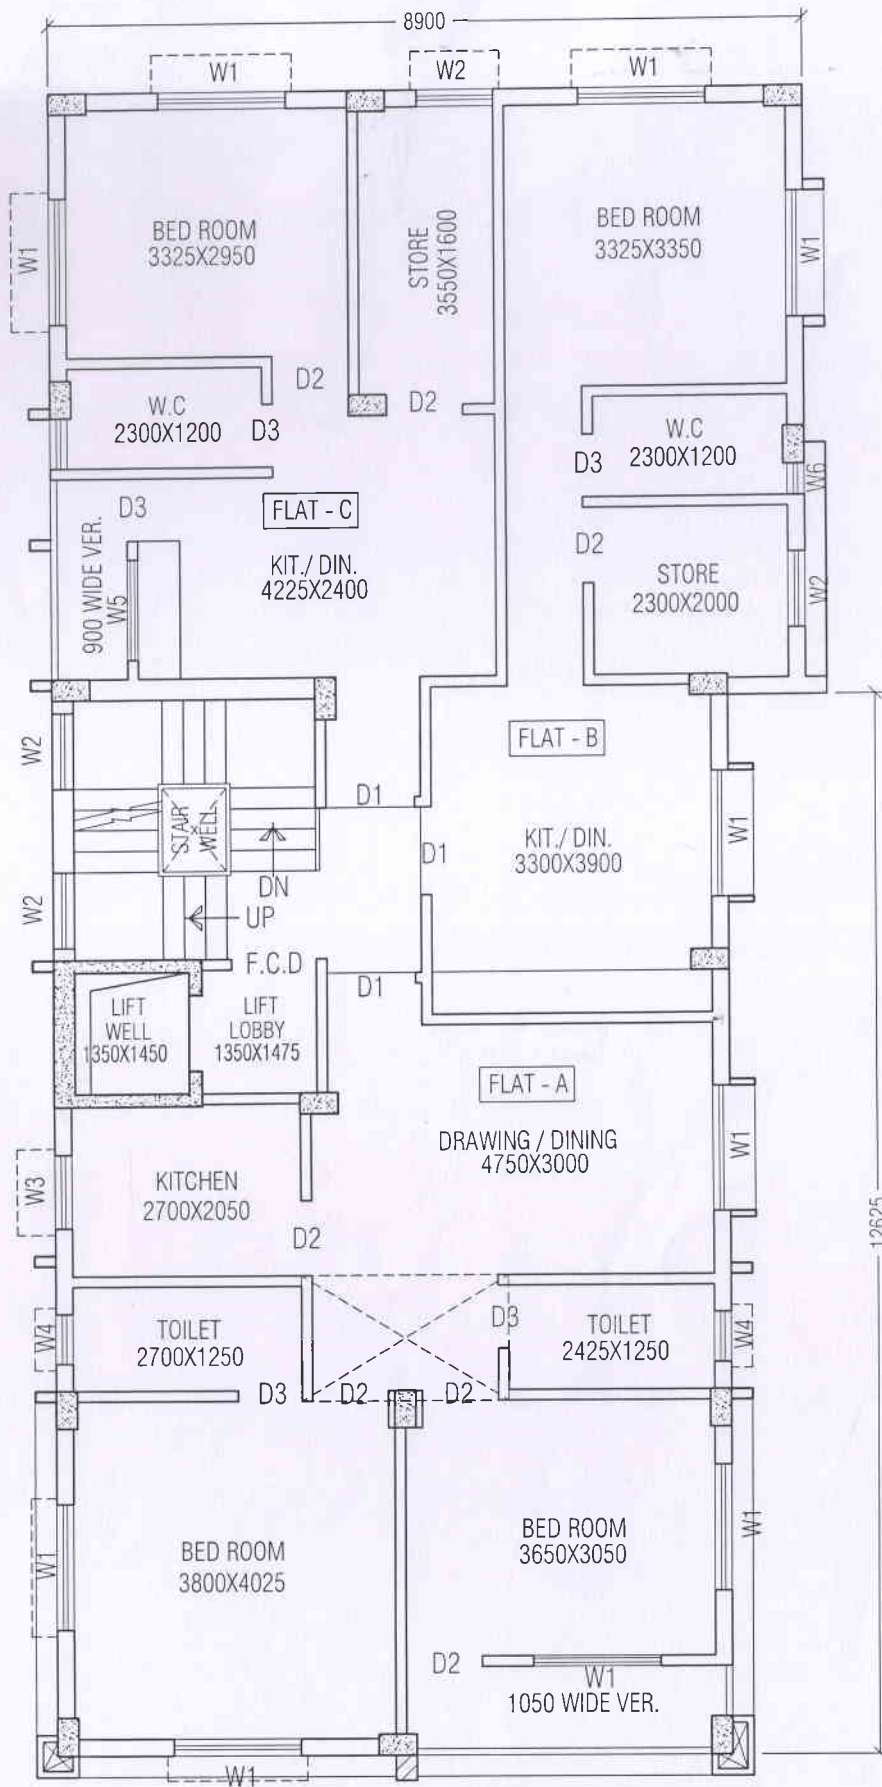 8900
W1
W2
W1
BED ROOM
3325X2950
STORE
3550X1600
BED ROOM
3325X3350
W1
W1
D2
D2
W.C
2300X1200
D3
W.C
2300X1200
D3
W6
D3
FLAT - C
D2
900 WIDE VER.
W5
KIT./ DIN.
4225X2400
STORE
2300X2000
W2
W2
FLAT - B
D1
STAIR
WELL
KIT./ DIN.
3300X3900
W1
D1
DN
W2
UP
F.C.D
D1
LIFT
WELL
1350X1450
LIFT
LOBBY
1350X1475
FLAT - A
DRAWING / DINING
4750X3000
W1
W3
KITCHEN
2700X2050
12625
D2
W4
TOILET
2700X1250
D3
TOILET
2425X1250
W4
D3
D2
D2
W1
BED ROOM
3800X4025
BED ROOM
3650X3050
W1
D2
W1
1050 WIDE VER.
W1